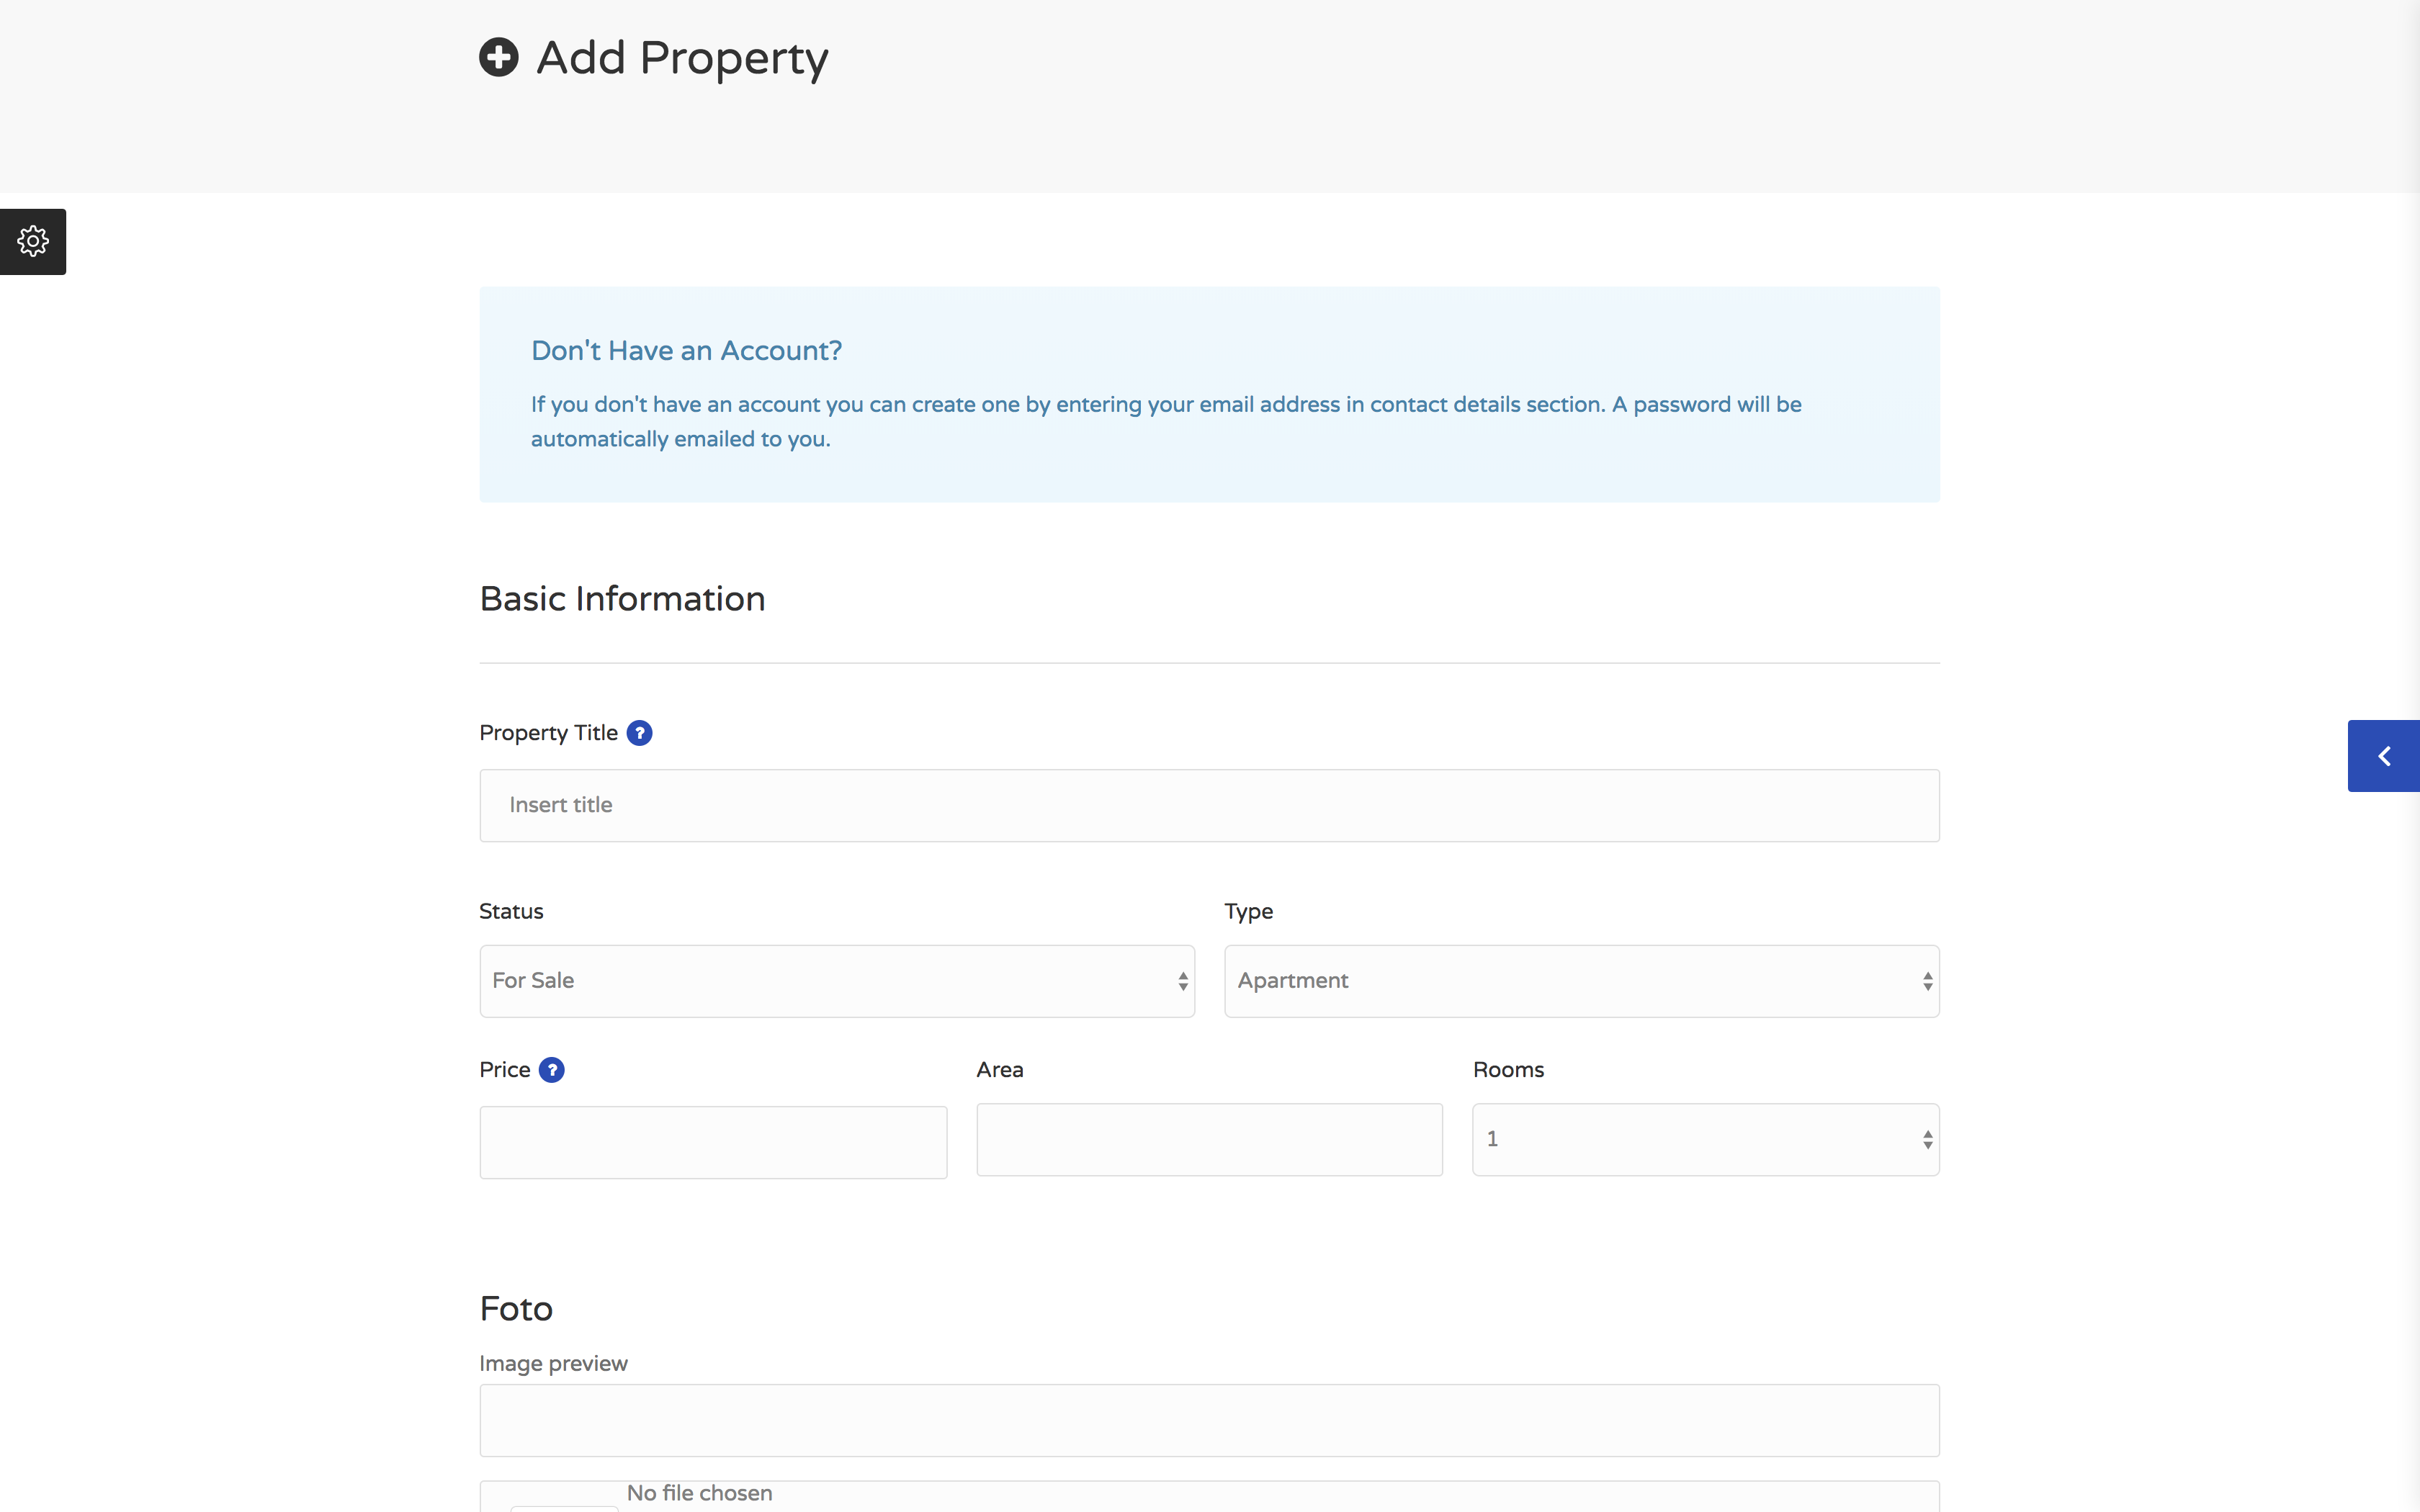 Add Property
Don't Have an Account?
If you don't have an account you can create one by entering your email address in contact details section. A password will be
automatically emailed to you.
Basic Information
Property Title ?
Insert title
Status
Type
For Sale
Apartment
Price ?
Area
Rooms
1
Foto
Image preview
No file chosen